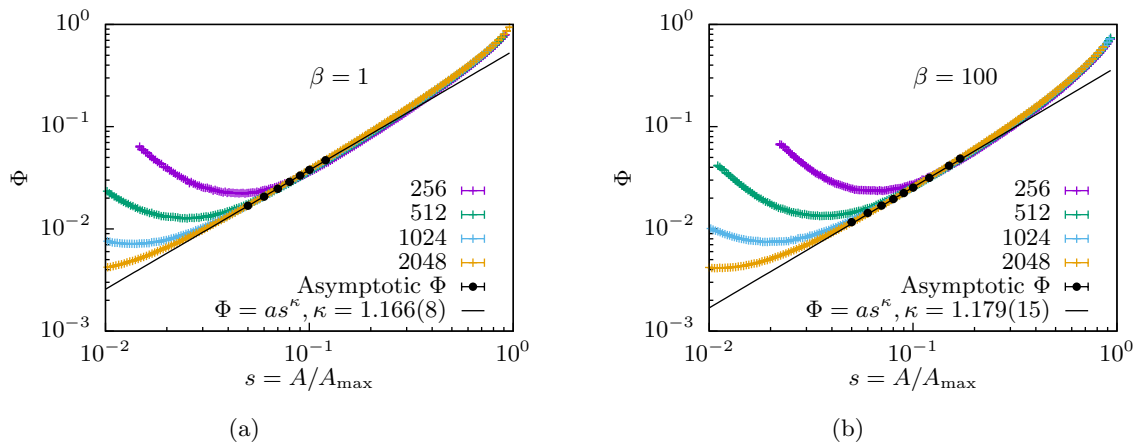 10^0
10^-1
10^-2
10^-3
Φ
β = 1
256
512
1024
2048
Asymptotic Φ
Φ = as^κ, κ = 1.166(8)
10^-2
10^-1
10^0
s = A/A_max
(a)
10^0
10^-1
10^-2
10^-3
Φ
β = 100
256
512
1024
2048
Asymptotic Φ
Φ = as^κ, κ = 1.179(15)
10^-2
10^-1
10^0
s = A/A_max
(b)